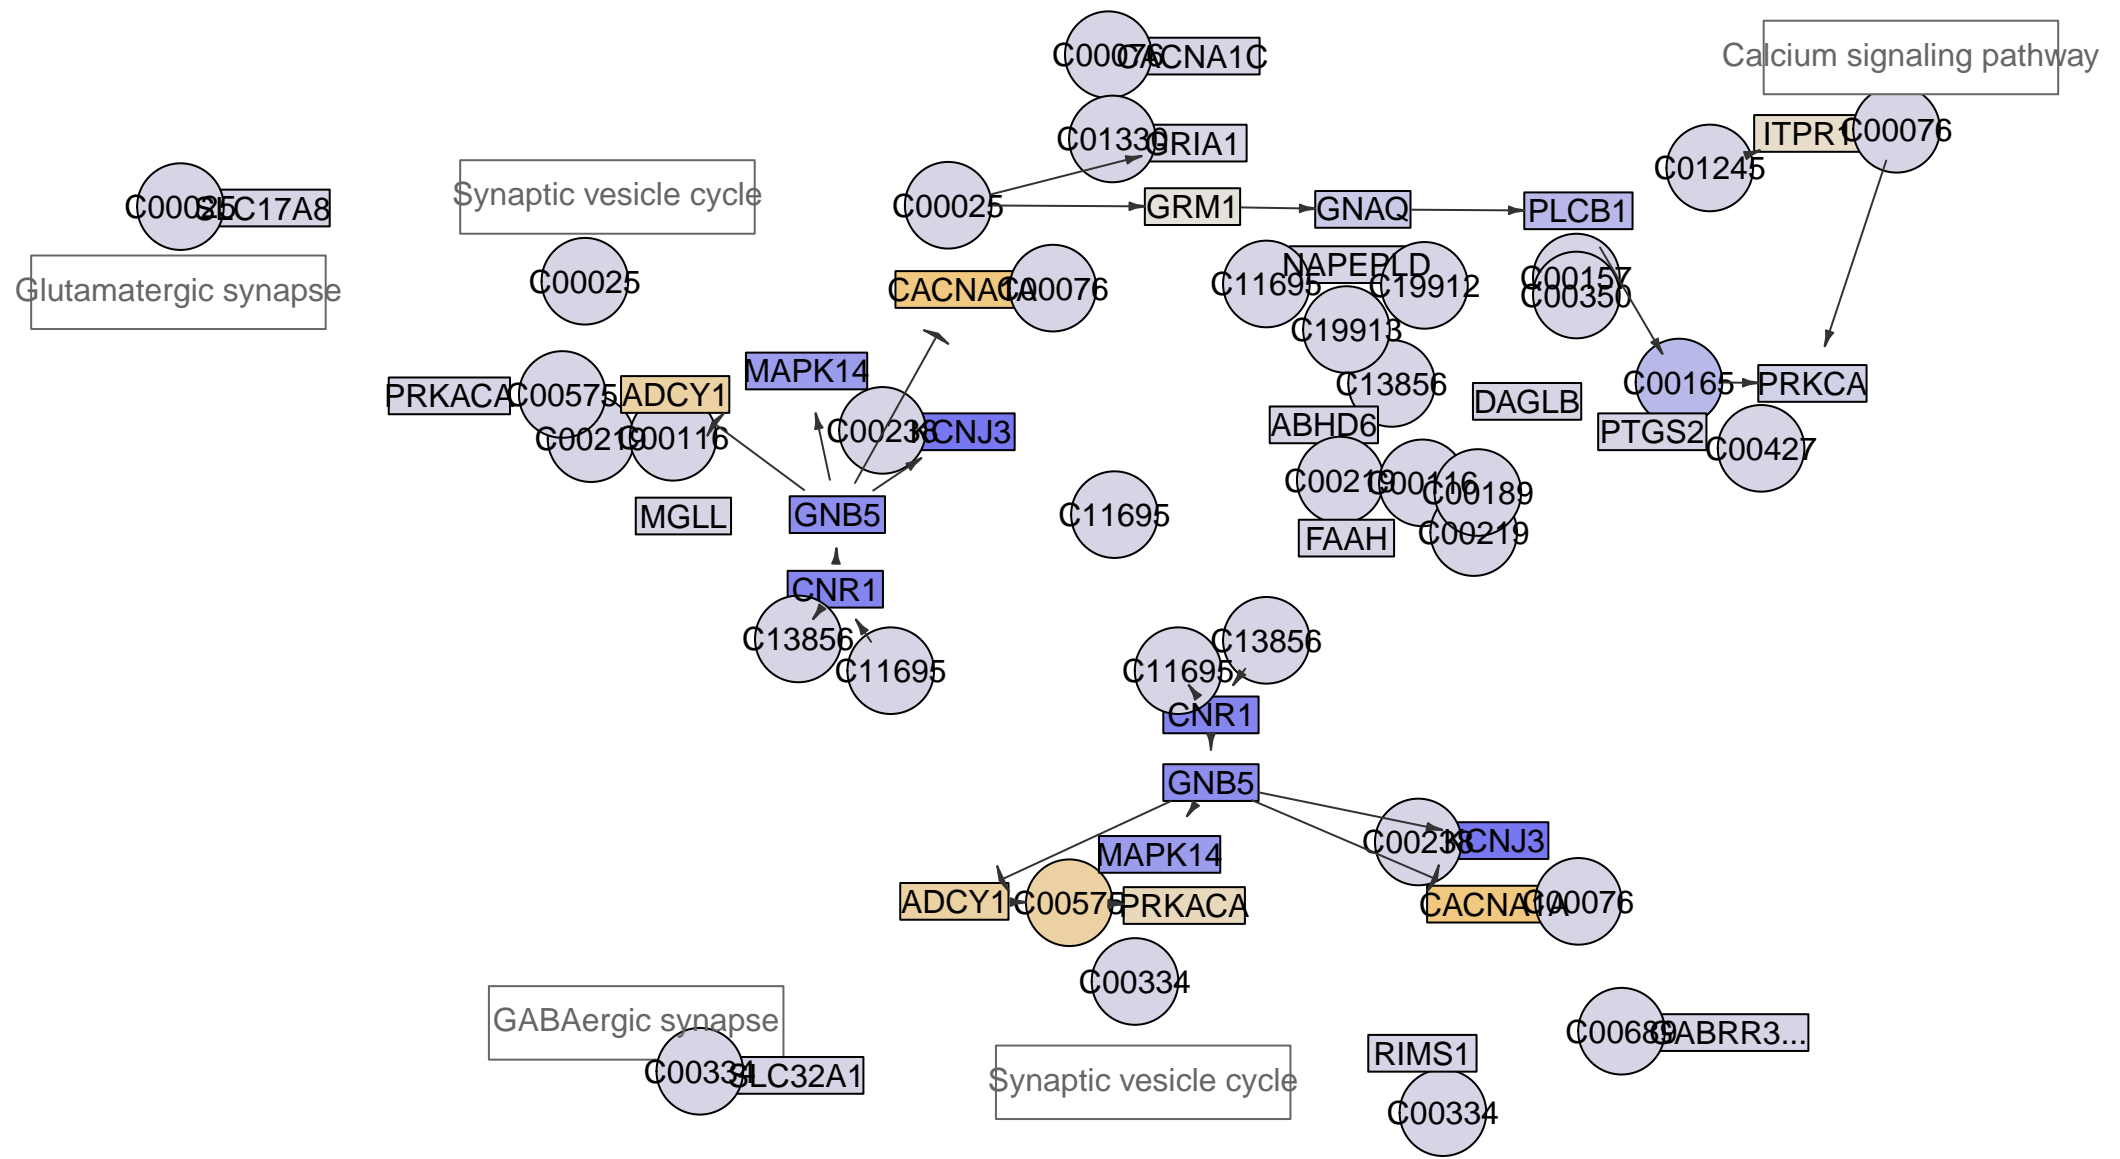 C00076
CACNA1C
Calcium signaling pathway
C01330
GRIA1
ITPR1
C00076
C01245
C00025
SLC17A8
Synaptic vesicle cycle
C00025
GRM1
GNAQ
PLCB1
Glutamatergic synapse
C00025
CACNA1A
C00076
C11695
NAPEPLD
C19912
C00157
C00350
C19913
MAPK14
PRKACA
C00575
ADCY1
C13856
DAGLB
C00165
PRKCA
C00219
C00116
C00238
KCNJ3
ABHD6
PTGS2
C00427
MGLL
GNB5
C11695
C00219
C00116
C00189
FAAH
C00219
CNR1
C13856
C11695
C11695
C13856
CNR1
GNB5
MAPK14
C00238
KCNJ3
ADCY1
C00575
PRKACA
CACNA1A
C00076
C00334
GABAergic synapse
C00334
SLC32A1
Synaptic vesicle cycle
RIMS1
C00334
C00689
GABRR3...